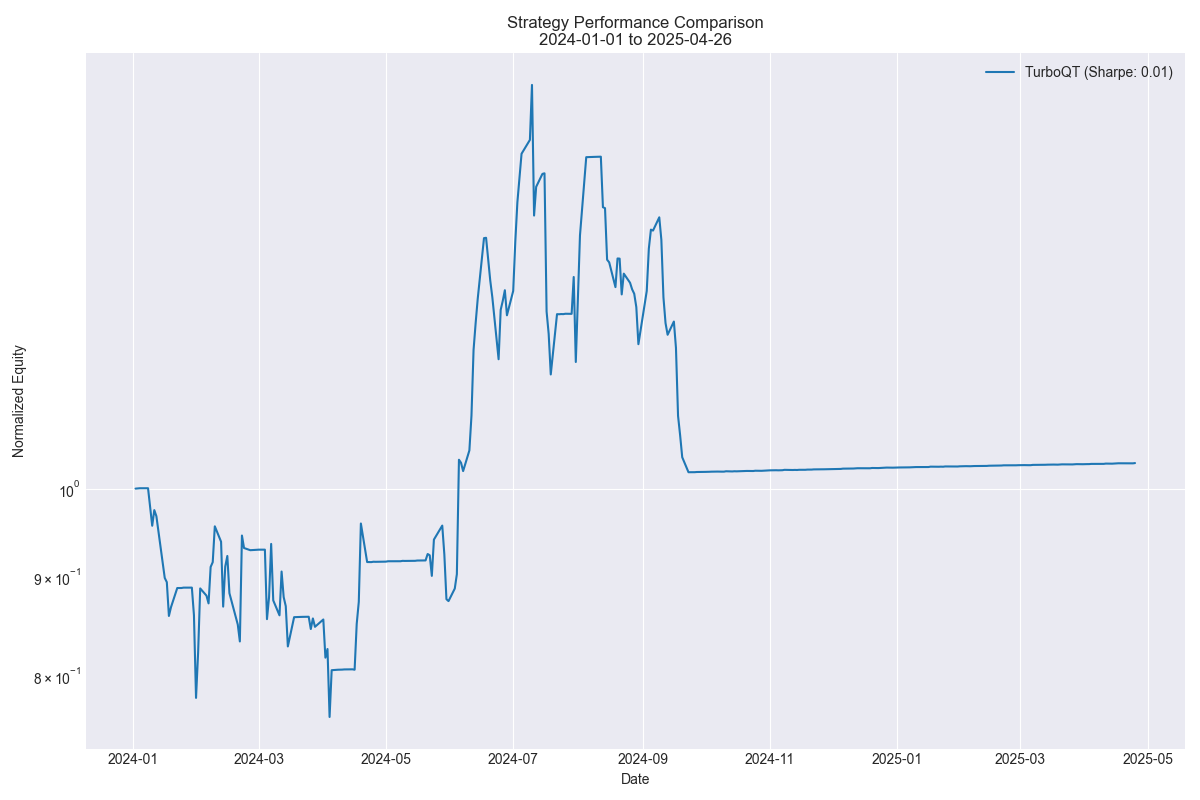 Strategy Performance Comparison
2024-01-01 to 2025-04-26
TurboQT (Sharpe: 0.01)
Normalized Equity
10⁰
9 × 10⁻¹
8 × 10⁻¹
2024-01 2024-03 2024-05 2024-07 2024-09 2024-11 2025-01 2025-03 2025-05
Date